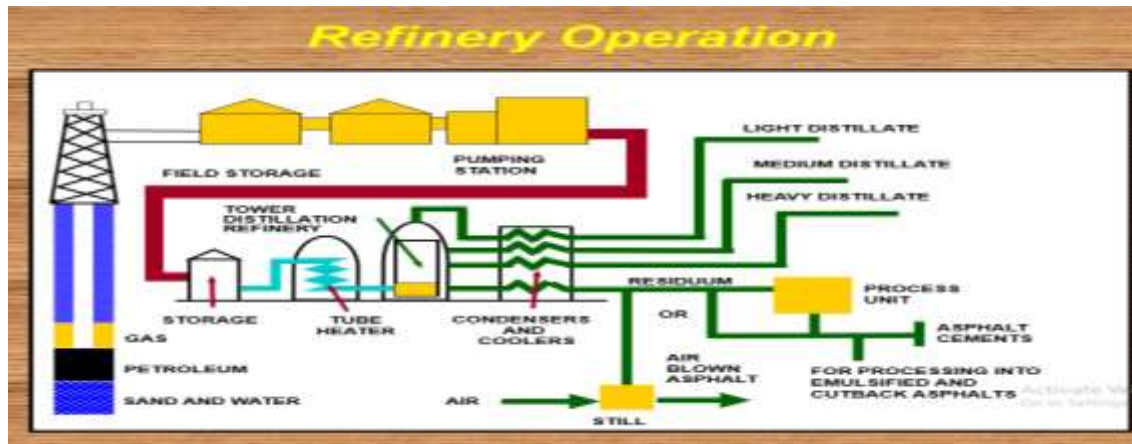 Refinery Operation
LIGHT DISTILLATE
MEDIUM DISTILLATE
HEAVY DISTILLATE
PUMPING
STATION
FIELD STORAGE
TOWER
DISTILLATION
REFINERY
RESIDUUM
OR
PROCESS
UNIT
STORAGE
TUBE
HEATER
CONDENSERS
AND
COOLERS
ASPHALT
CEMENTS
GAS
PETROLEUM
SAND AND WATER
AIR
BLOWN
ASPHALT
FOR PROCESSING INTO
EMULSIFIED AND
CUTBACK ASPHALTS
AIR
STILL
Activate